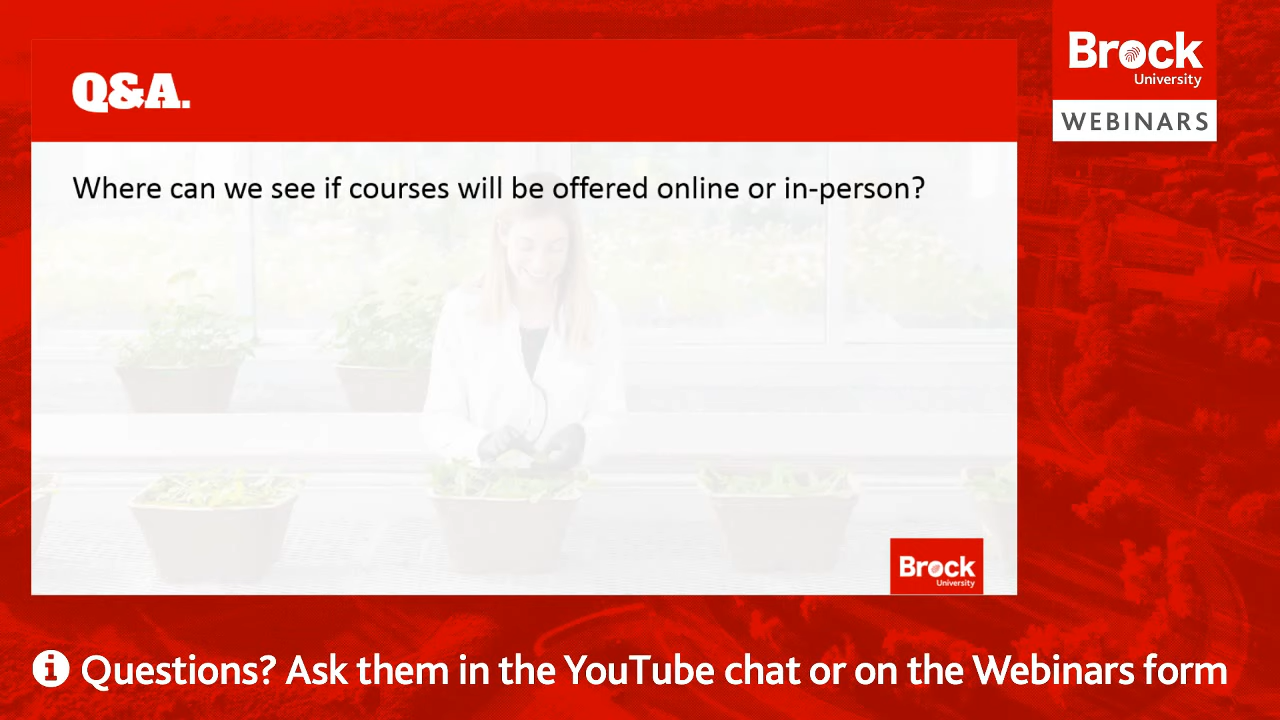 Brock
University
WEBINARS
Q&A.
Where can we see if courses will be offered online or in-person?
Brock
University
Questions? Ask them in the YouTube chat or on the Webinars form